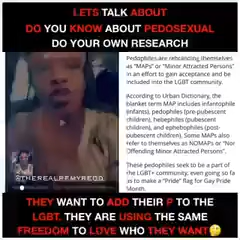 LETS TALK ABOUT
DO YOU KNOW ABOUT PEDOSEXUAL
DO YOUR OWN RESEARCH
Pedophiles are rebranding themselves
as "MAPs" or "Minor Attracted Persons"
in an effort to gain acceptance and be
included into the LGBT community.
According to Urban Dictionary, the
blanket term MAP includes infantophile
(infants), pedophiles (pre-pubescent
children), hebephiles (pubescent
children), and ephebophiles (post-
pubescent children). Some MAPs also
refer to themselves as NOMAPs or "Non
Offending Minor Attracted Persons".
These pedophiles seek to be a part of
the LGBT+ community, even going so far
as to make a "Pride" flag for Gay Pride
Month.
@THEREALREMYREDD
THEY WANT TO ADD THEIR P TO THE
LGBT. THEY ARE USING THE SAME
FREEDOM TO LOVE WHO THEY WANT